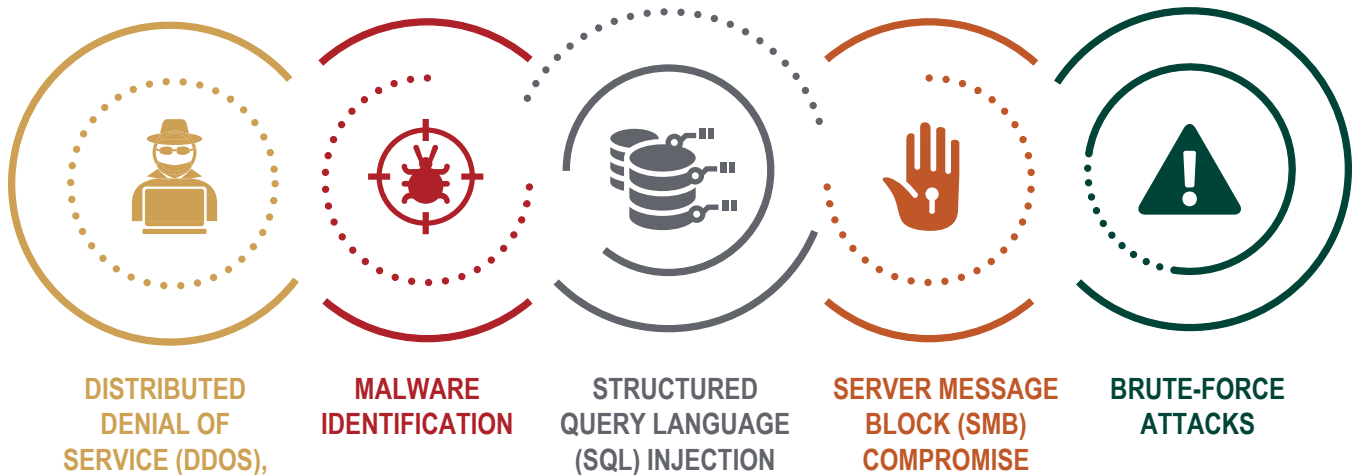 DISTRIBUTED
DENIAL OF
SERVICE (DDOS),
MALWARE
IDENTIFICATION
STRUCTURED
QUERY LANGUAGE
(SQL) INJECTION
SERVER MESSAGE
BLOCK (SMB)
COMPROMISE
BRUTE-FORCE
ATTACKS